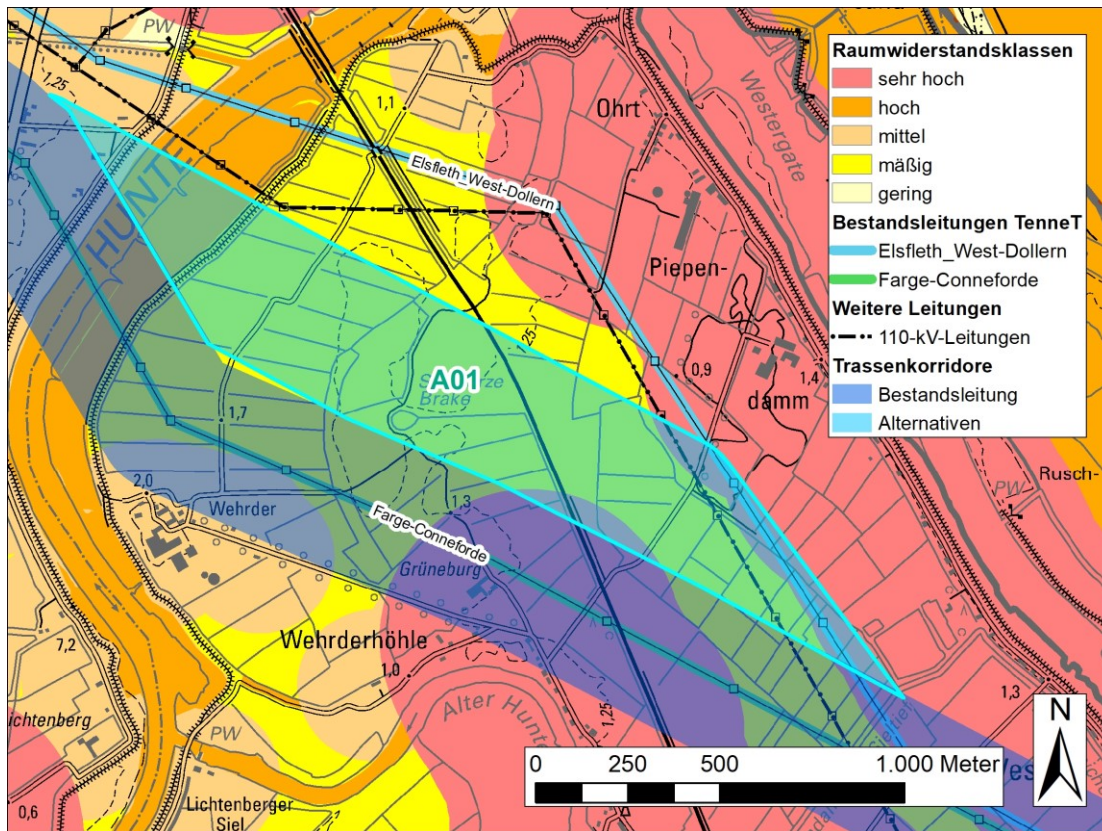 PW
1,25
HUNTE
1,1
Ohrt
Westergate
Elsfleth_West-Dollern
Piepen-
damm
0,9
1,4
1,25
A01
Brake
1,7
2,0
Wehrder
1,3
Farge-Conneforde
Grüneburg
Wehrderhöhle
1,0
7,2
Alter Hunte
1,25
1,3
PW
Rusch-
PW
Lichtenberger
Siel
0,6
Raumwiderstandsklassen
sehr hoch
hoch
mittel
mäßig
gering
Bestandsleitungen TenneT
Elsfleth_West-Dollern
Farge-Conneforde
Weitere Leitungen
110-kV-Leitungen
Trassenkorridore
Bestandsleitung
Alternativen
N
0 250 500 1.000 Meter